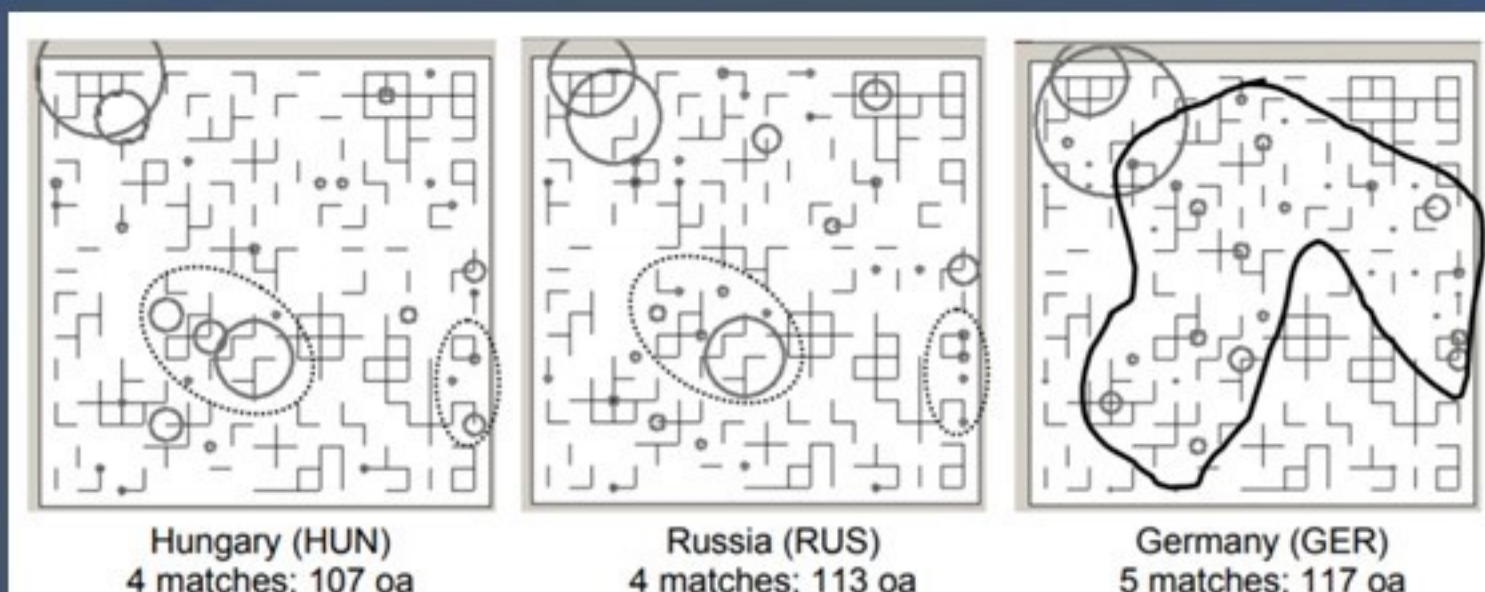 Hungary (HUN)
4 matches: 107 oa
Russia (RUS)
4 matches: 113 oa
Germany (GER)
5 matches: 117 oa